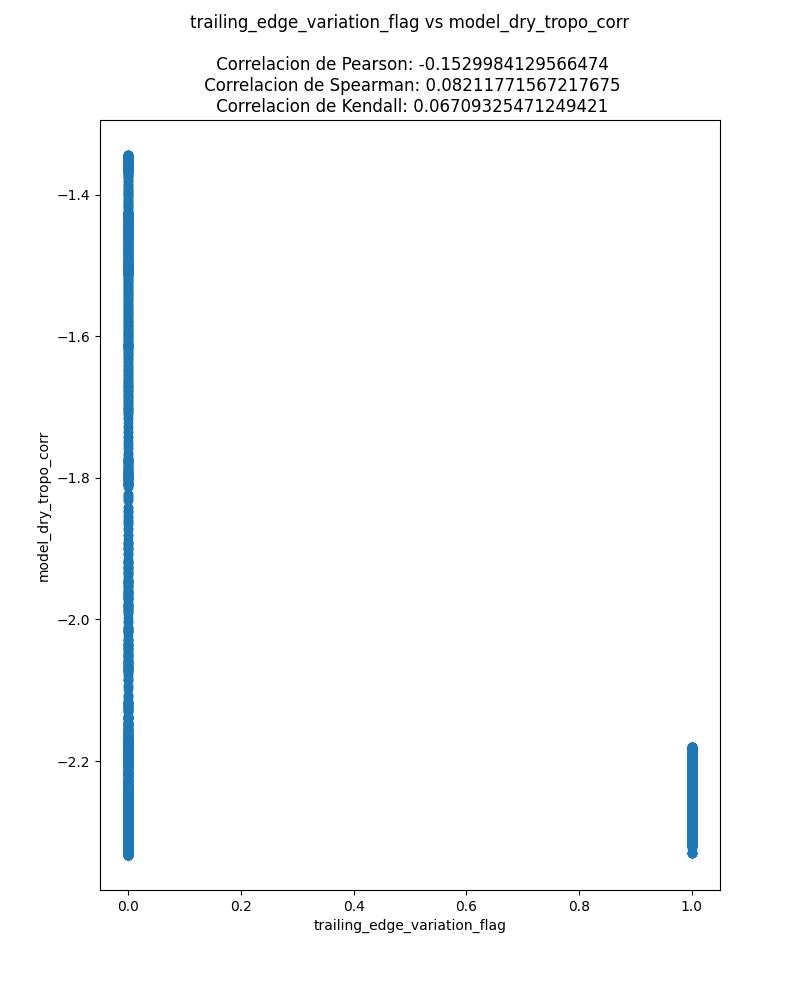 trailing_edge_variation_flag vs model_dry_tropo_corr
Correlacion de Pearson: -0.1529984129566474
Correlacion de Spearman: 0.08211771567217675
Correlacion de Kendall: 0.06709325471249421
−1.4
−1.6
−1.8
−2.0
−2.2
model_dry_tropo_corr
0.0
0.2
0.4
0.6
0.8
1.0
trailing_edge_variation_flag